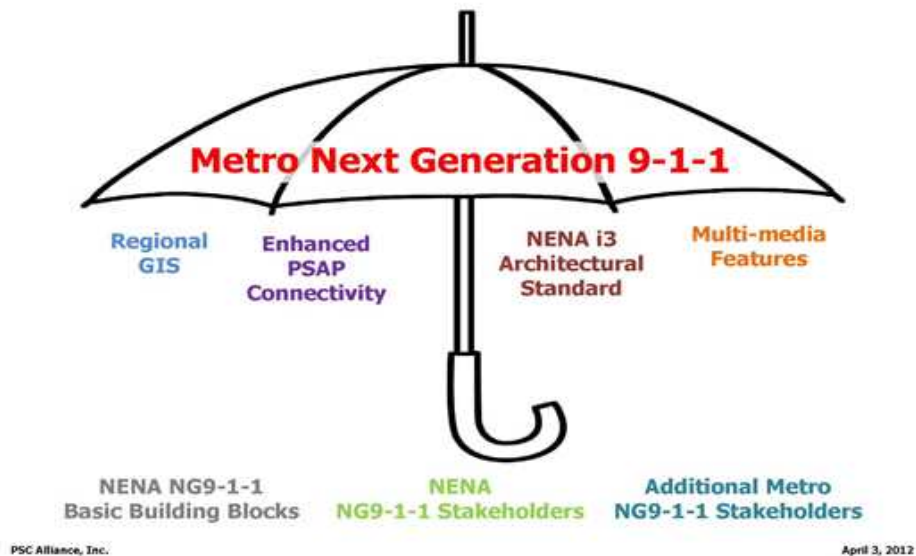 Metro Next Generation 9-1-1
Regional
GIS
Enhanced
PSAP
Connectivity
NENA i3
Architectural
Standard
Multi-media
Features
NENA NG9-1-1
Basic Building Blocks
NENA
NG9-1-1 Stakeholders
Additional Metro
NG9-1-1 Stakeholders
PSC Alliance, Inc.
April 3, 2012